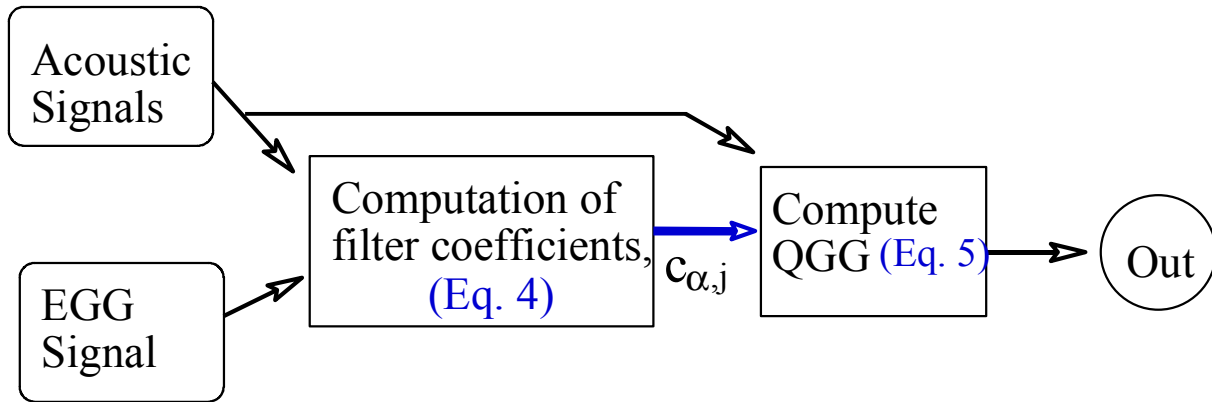 Acoustic
Signals
EGG
Signal
Computation of
filter coefficients,
(Eq. 4)
cα,j
Compute
QGG (Eq. 5)
Out